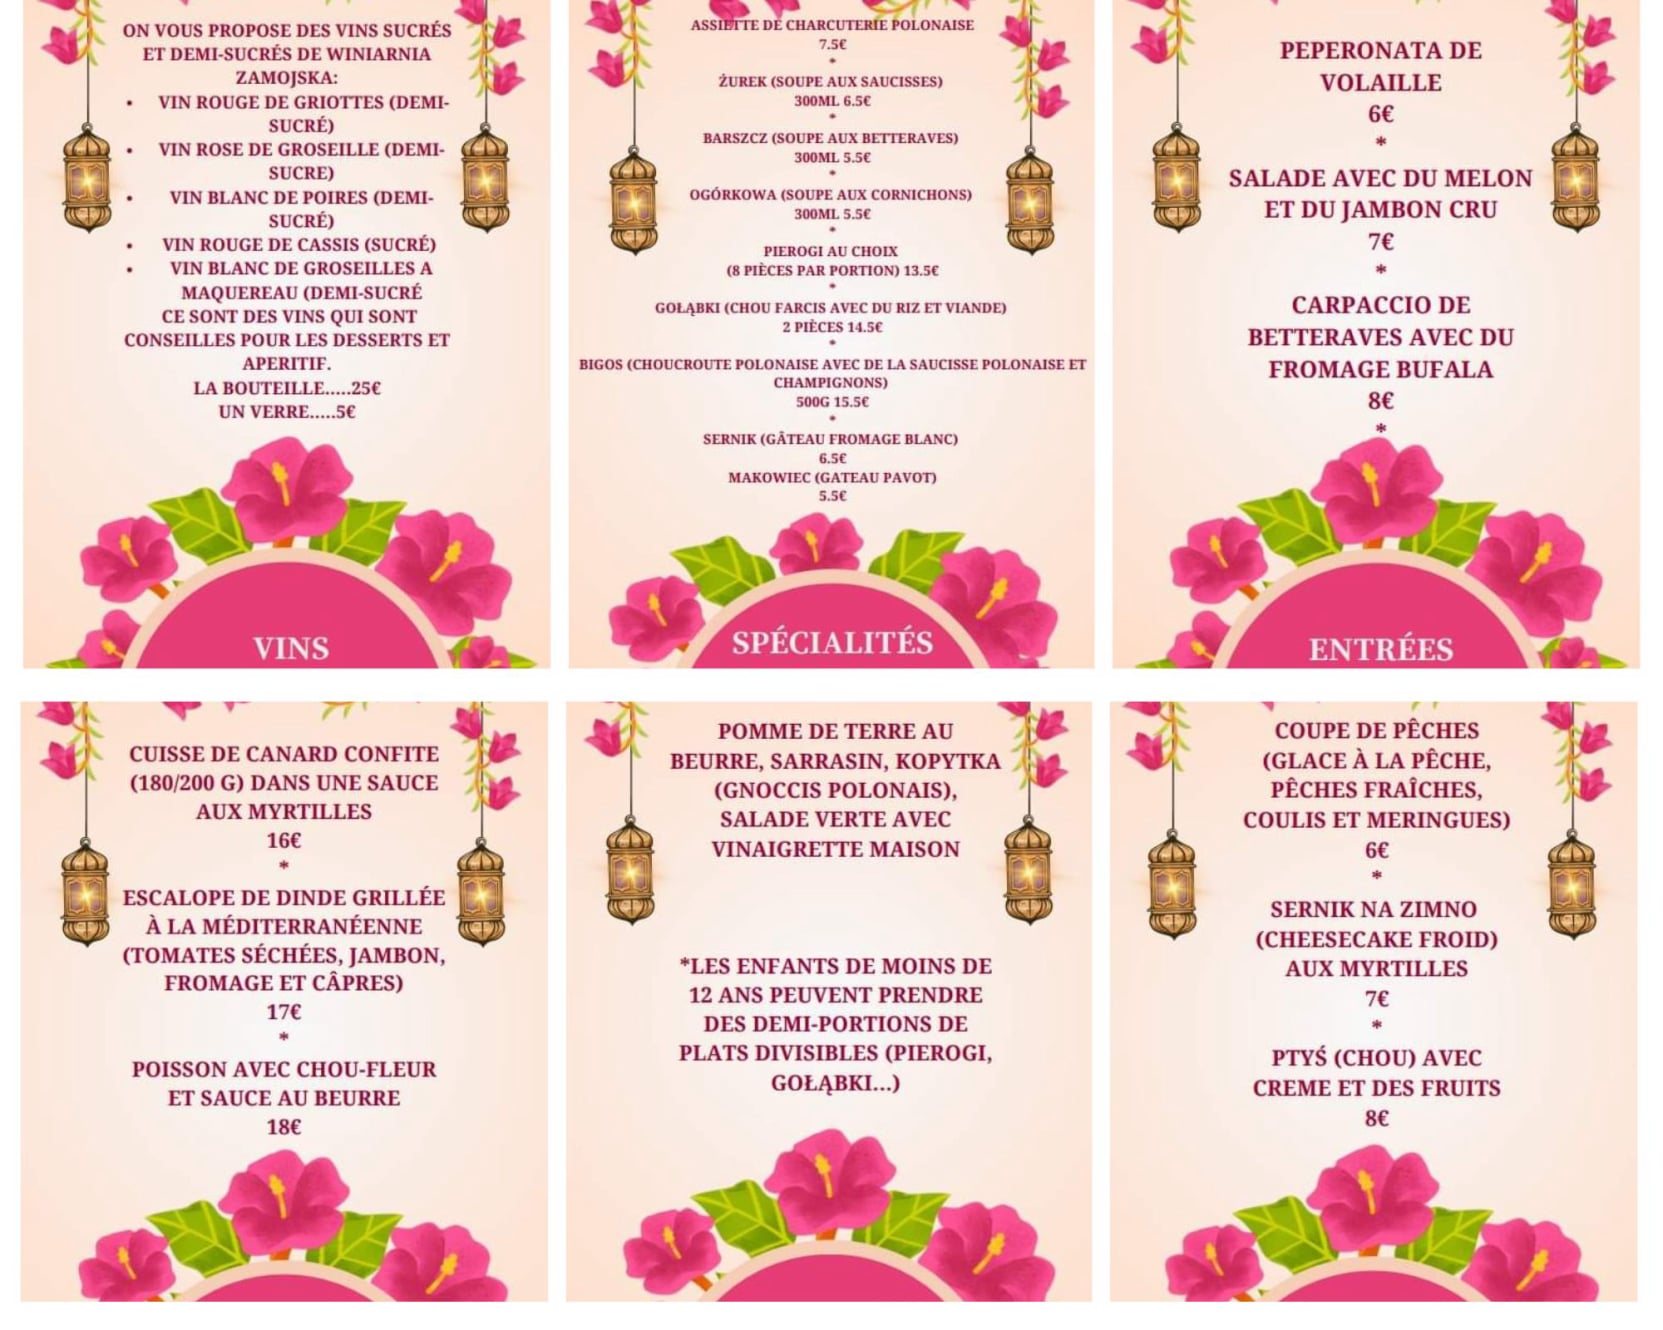 ON VOUS PROPOSE DES VINS SUCRÉS
ET DEMI-SUCRÉS DE WINIARNIA
ZAMOJSKA:
• VIN ROUGE DE GRIOTTES (DEMI-
SUCRÉ)
• VIN ROSE DE GROSEILLE (DEMI-
SUCRE)
• VIN BLANC DE POIRES (DEMI-
SUCRÉ)
• VIN ROUGE DE CASSIS (SUCRÉ)
• VIN BLANC DE GROSEILLES A
MAQUEREAU (DEMI-SUCRÉ
CE SONT DES VINS QUI SONT
CONSEILLES POUR LES DESSERTS ET
APERITIF.
LA BOUTEILLE.....25€
UN VERRE.....5€
VINS
ASSIETTE DE CHARCUTERIE POLONAISE
7.5€
*
ŻUREK (SOUPE AUX SAUCISSES)
300ML 6.5€
*
BARSZCZ (SOUPE AUX BETTERAVES)
300ML 5.5€
*
OGÓRKOWA (SOUPE AUX CORNICHONS)
300ML 5.5€
*
PIEROGI AU CHOIX
(8 PIÈCES PAR PORTION) 13.5€
*
GOŁĄBKI (CHOU FARCIS AVEC DU RIZ ET VIANDE)
2 PIÈCES 14.5€
*
BIGOS (CHOUCROUTE POLONAISE AVEC DE LA SAUCISSE POLONAISE ET
CHAMPIGNONS)
500G 15.5€
*
SERNIK (GÂTEAU FROMAGE BLANC)
6.5€
MAKOWIEC (GATEAU PAVOT)
5.5€
SPÉCIALITÉS
PEPERONATA DE
VOLAILLE
6€
*
SALADE AVEC DU MELON
ET DU JAMBON CRU
7€
*
CARPACCIO DE
BETTERAVES AVEC DU
FROMAGE BUFALA
8€
*
ENTRÉES
CUISSE DE CANARD CONFITE
(180/200 G) DANS UNE SAUCE
AUX MYRTILLES
16€
*
ESCALOPE DE DINDE GRILLÉE
À LA MÉDITERRANÉENNE
(TOMATES SÉCHÉES, JAMBON,
FROMAGE ET CÂPRES)
17€
*
POISSON AVEC CHOU-FLEUR
ET SAUCE AU BEURRE
18€
POMME DE TERRE AU
BEURRE, SARRASIN, KOPYTKA
(GNOCCIS POLONAIS),
SALADE VERTE AVEC
VINAIGRETTE MAISON
*LES ENFANTS DE MOINS DE
12 ANS PEUVENT PRENDRE
DES DEMI-PORTIONS DE
PLATS DIVISIBLES (PIEROGI,
GOŁĄBKI...)
COUPE DE PÊCHES
(GLACE À LA PÊCHE,
PÊCHES FRAÎCHES,
COULIS ET MERINGUES)
6€
*
SERNIK NA ZIMNO
(CHEESECAKE FROID)
AUX MYRTILLES
7€
*
PTYŚ (CHOU) AVEC
CREME ET DES FRUITS
8€